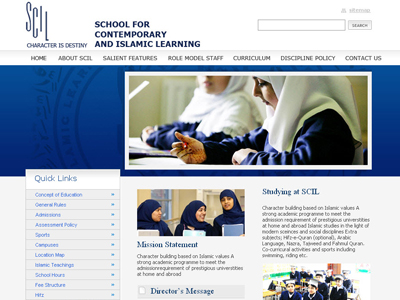 SCIL
CHARACTER IS DESTINY
SCHOOL FOR
CONTEMPORARY
AND ISLAMIC LEARNING
SEARCH
HOME ABOUT SCIL SALIENT FEATURES ROLE MODEL STAFF CURRICULUM DISCIPLINE POLICY CONTACT US
Quick Links
Concept of Education
General Rules
Admissions
Assessment Policy
Sports
Campuses
Location Map
Islamic Teachings
School Hours
Fee Structure
Hifz
Mission Statement
Character building based on Islamic values A
strong academic programme to meet the
admissionrequirement of prestigious universtities
at home and abroad
Director's Message
Studying at SCIL
Character building based on Islamic values A
strong academic programme to meet the
admission requirement of prestigious universtities
at home and abroad Islamic studies in the light of
modern sceinces and social disciplines Extra
subjects; Hifz-e-Quran (optional), Arabic
Language, Nazra, Tajweed and Fahmul Quran.
Co-curricural activities and sports including
swimming, riding etc.